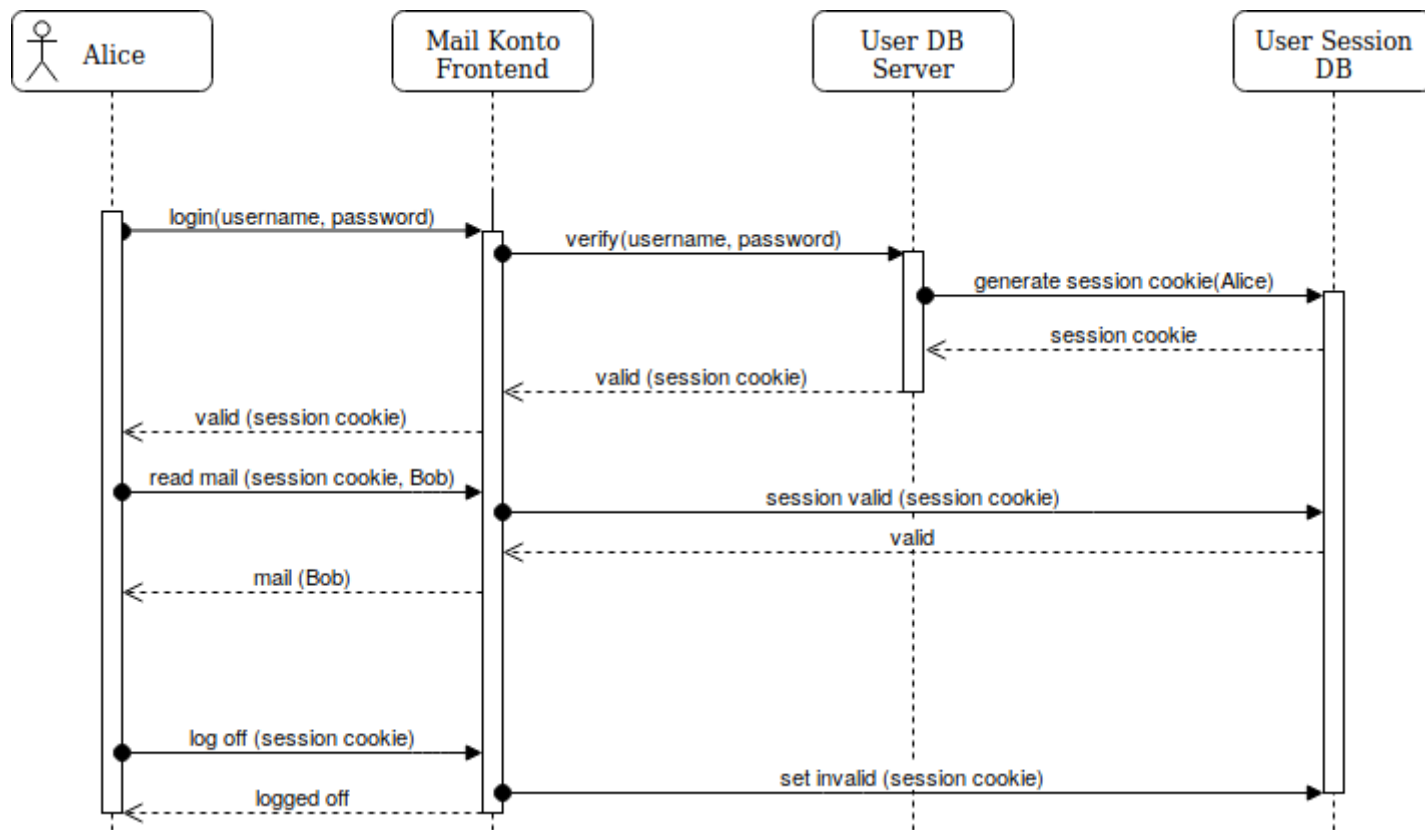 Alice
Mail Konto
Frontend
User DB
Server
User Session
DB
login(username, password)
verify(username, password)
generate session cookie(Alice)
session cookie
valid (session cookie)
valid (session cookie)
read mail (session cookie, Bob)
session valid (session cookie)
valid
mail (Bob)
log off (session cookie)
set invalid (session cookie)
logged off